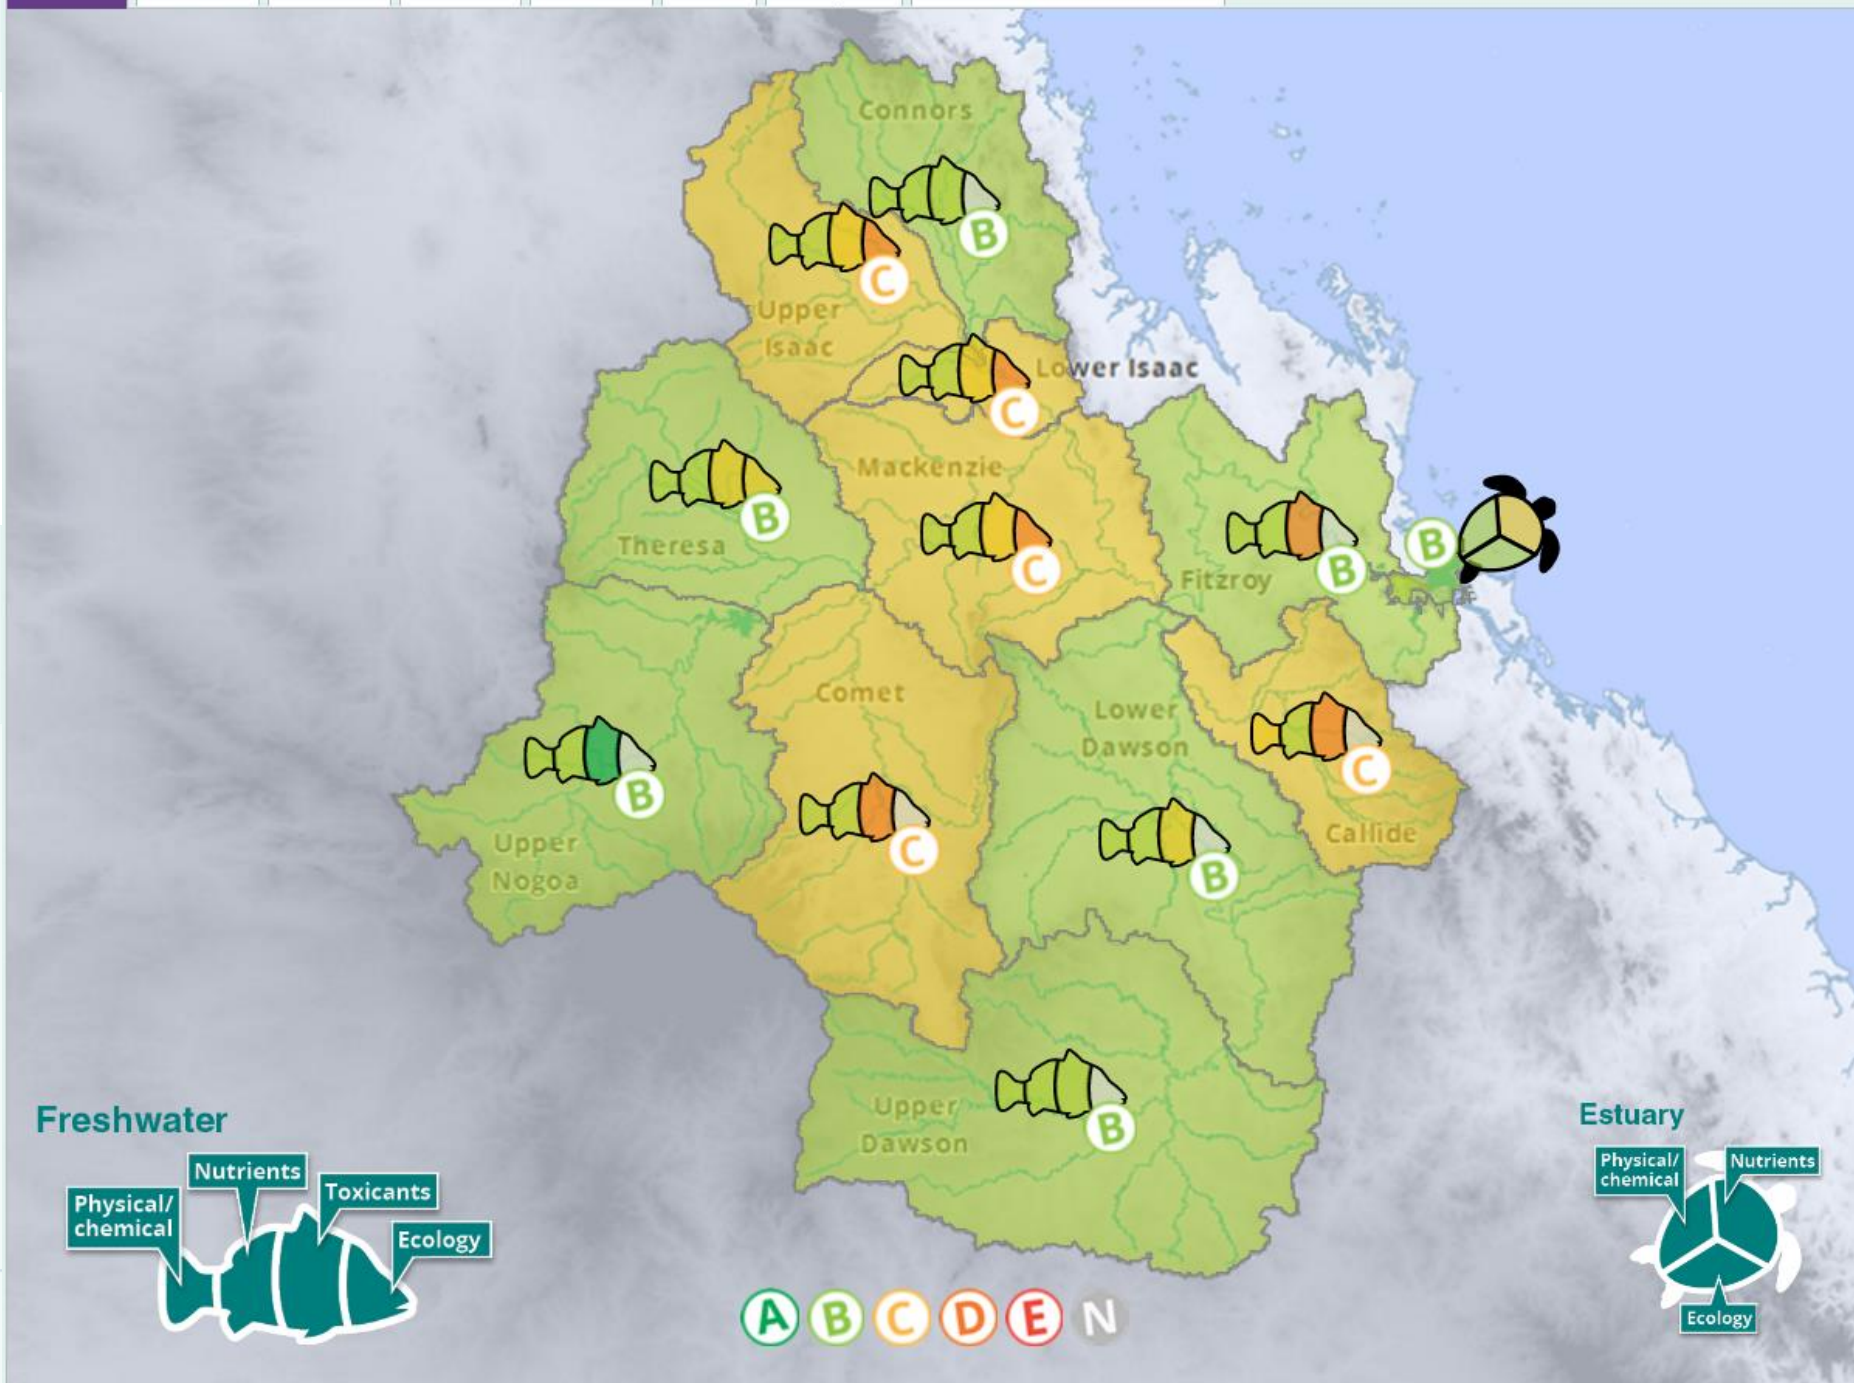 Connors
B
C
Upper
Isaac
Lower Isaac
C
Mackenzie
B
Theresa
C
B
B
Fitzroy
Comet
Lower
Dawson
C
Callide
B
Upper
Nogoa
C
B
Upper
Dawson
B
Freshwater
Physical/
chemical
Nutrients
Toxicants
Ecology
A B C D E N
Estuary
Physical/
chemical
Nutrients
Ecology